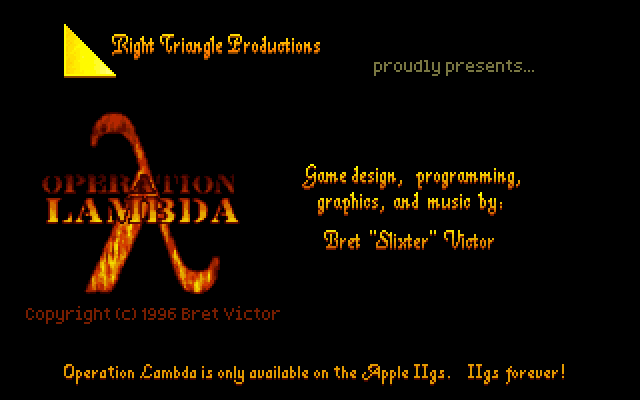 Right Triangle Productions
proudly presents...
OPERATION
LAMBDA
Game design, programming,
graphics, and music by:
Bret "Slixter" Victor
Copyright (c) 1996 Bret Victor
Operation Lambda is only available on the Apple IIgs. IIgs forever!